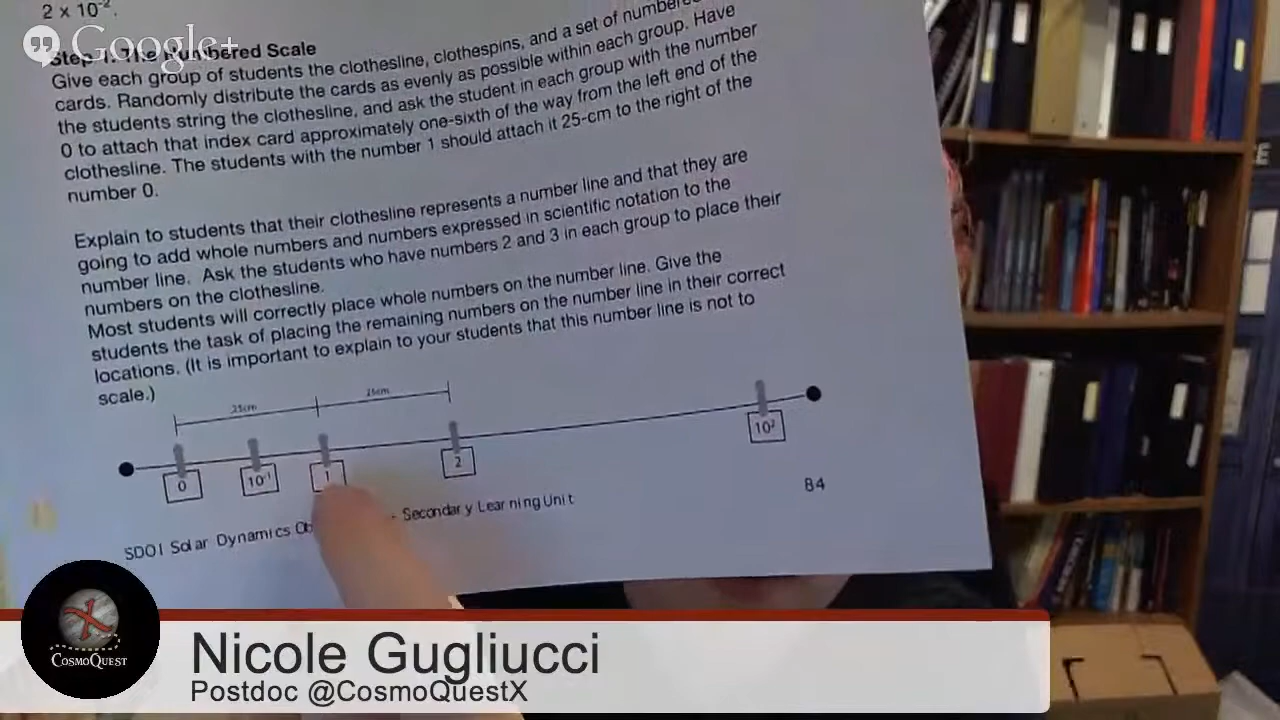 2 x 10⁻².
Google+
Step 1: The Numbered Scale
Give each group of students the clothesline, clothespins, and a set of numbered
cards. Randomly distribute the cards as evenly as possible within each group. Have
the students string the clothesline, and ask the student in each group with the number
0 to attach that index card approximately one-sixth of the way from the left end of the
clothesline. The students with the number 1 should attach it 25-cm to the right of the
number 0.
Explain to students that their clothesline represents a number line and that they are
going to add whole numbers and numbers expressed in scientific notation to the
number line. Ask the students who have numbers 2 and 3 in each group to place their
numbers on the clothesline.
Most students will correctly place whole numbers on the number line. Give the
students the task of placing the remaining numbers on the number line in their correct
locations. (It is important to explain to your students that this number line is not to
scale.)
25cm 25cm
0 10⁻¹ 1 2 10²
84
SDO | Solar Dynamics Ob - Secondary Learning Unit
COSMOQUEST
Nicole Gugliucci
Postdoc @CosmoQuestX